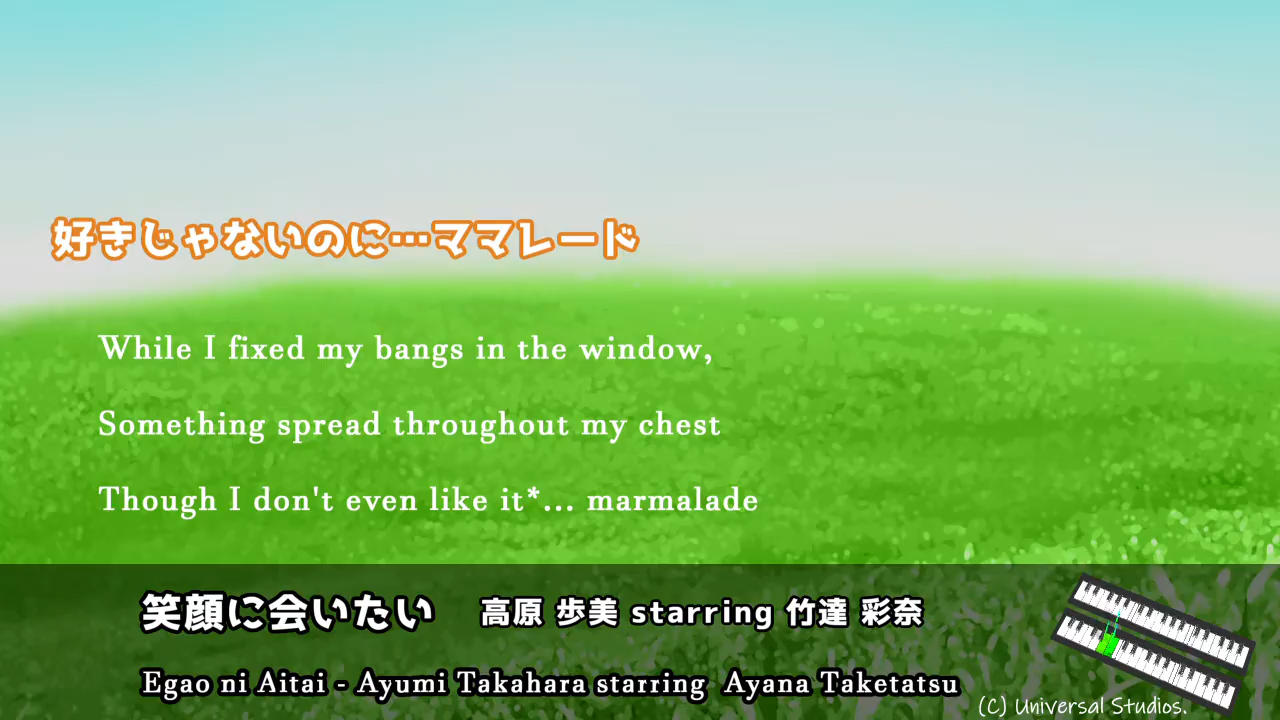 好きじゃないのに…ママレード
While I fixed my bangs in the window,
Something spread throughout my chest
Though I don't even like it*... marmalade
笑顔に会いたい 高原 歩美 starring 竹達 彩奈
Egao ni Aitai - Ayumi Takahara starring Ayana Taketatsu
(C) Universal Studios.